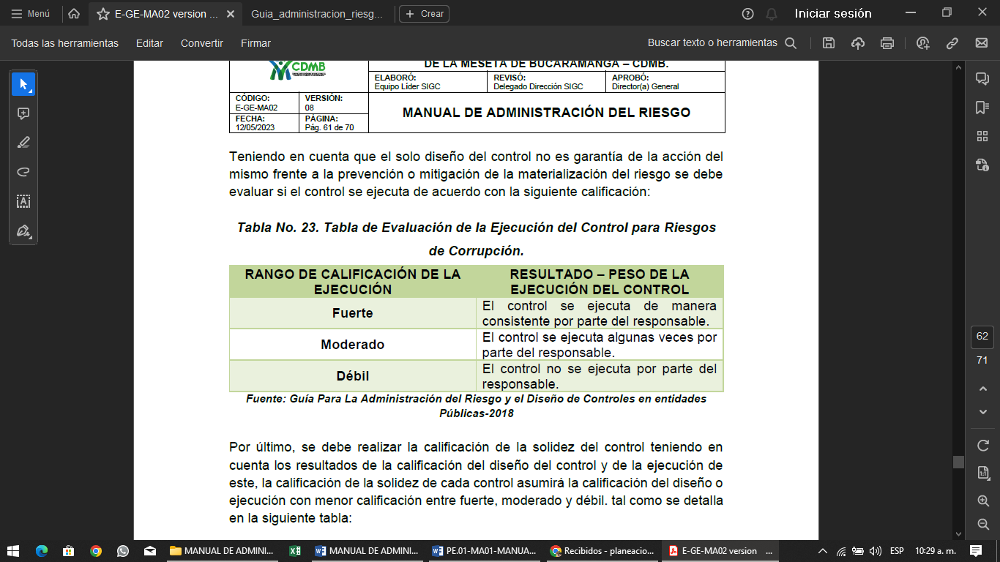 Menú
E-GE-MA02 version ...
Guia_administracion_riesg...
Crear
Iniciar sesión
Todas las herramientas
Editar
Convertir
Firmar
Buscar texto o herramientas
CDMB
DE LA MESETA DE BUCARAMANGA – CDMB.
ELABORÓ:
Equipo Líder SIGC
REVISÓ:
Delegado Dirección SIGC
APROBÓ:
Director(a) General
CÓDIGO:
E-GE-MA02
VERSIÓN:
08
FECHA:
12/05/2023
PÁGINA:
Pág. 61 de 70
MANUAL DE ADMINISTRACIÓN DEL RIESGO
Teniendo en cuenta que el solo diseño del control no es garantía de la acción del
mismo frente a la prevención o mitigación de la materialización del riesgo se debe
evaluar si el control se ejecuta de acuerdo con la siguiente calificación:
Tabla No. 23. Tabla de Evaluación de la Ejecución del Control para Riesgos
de Corrupción.
RANGO DE CALIFICACIÓN DE LA
EJECUCIÓN
RESULTADO – PESO DE LA
EJECUCIÓN DEL CONTROL
Fuerte
El control se ejecuta de manera
consistente por parte del responsable.
Moderado
El control se ejecuta algunas veces por
parte del responsable.
Débil
El control no se ejecuta por parte del
responsable.
Fuente: Guía Para La Administración del Riesgo y el Diseño de Controles en entidades
Públicas-2018
Por último, se debe realizar la calificación de la solidez del control teniendo en
cuenta los resultados de la calificación del diseño del control y de la ejecución de
este, la calificación de la solidez de cada control asumirá la calificación del diseño o
ejecución con menor calificación entre fuerte, moderado y débil. tal como se detalla
en la siguiente tabla:
62
71
1:1
MANUAL DE ADMINI...
MANUAL DE ADMINI...
PE.01-MA01-MANUA...
Recibidos - planeacio...
E-GE-MA02 version ...
ESP
10:29 a. m.